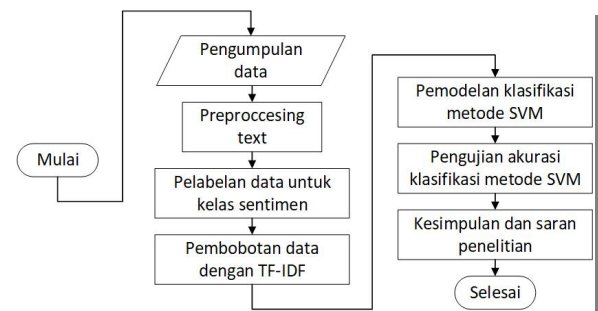 Mulai
Pengumpulan
data
Preproccesing
text
Pelabelan data untuk
kelas sentimen
Pembobotan data
dengan TF-IDF
Pemodelan klasifikasi
metode SVM
Pengujian akurasi
klasifikasi metode SVM
Kesimpulan dan saran
penelitian
Selesai